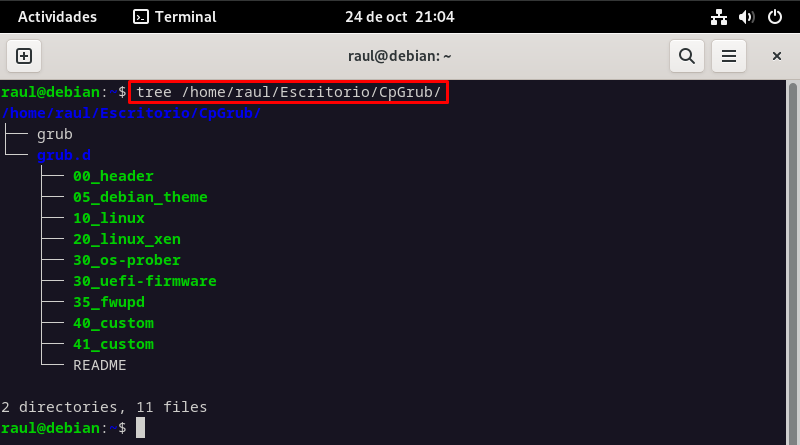 Actividades Terminal 24 de oct 21:04
raul@debian: ~
raul@debian:~$ tree /home/raul/Escritorio/CpGrub/
/home/raul/Escritorio/CpGrub/
├── grub
└── grub.d
    ├── 00_header
    ├── 05_debian_theme
    ├── 10_linux
    ├── 20_linux_xen
    ├── 30_os-prober
    ├── 30_uefi-firmware
    ├── 35_fwupd
    ├── 40_custom
    ├── 41_custom
    └── README
2 directories, 11 files
raul@debian:~$